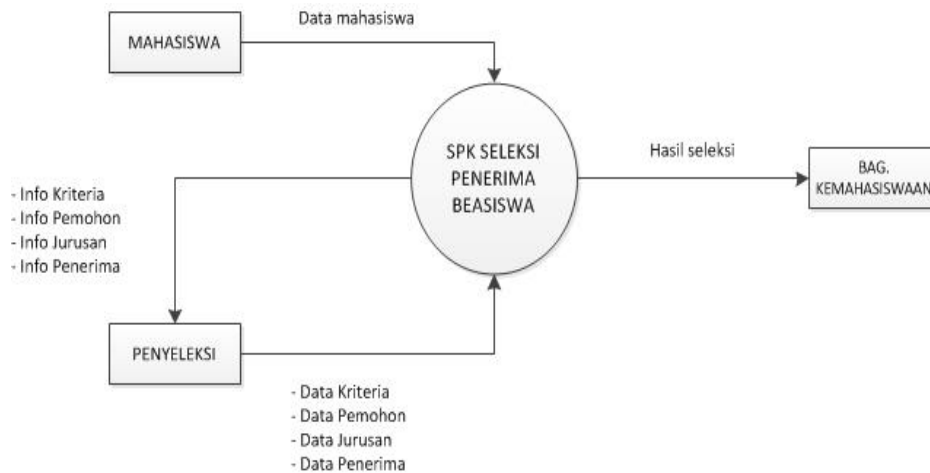 Data mahasiswa
MAHASISWA
SPK SELEKSI
PENERIMA
BEASISWA
Hasil seleksi
BAG.
KEMAHASISWAAN
- Info Kriteria
- Info Pemohon
- Info Jurusan
- Info Penerima
PENYELEKSI
- Data Kriteria
- Data Pemohon
- Data Jurusan
- Data Penerima